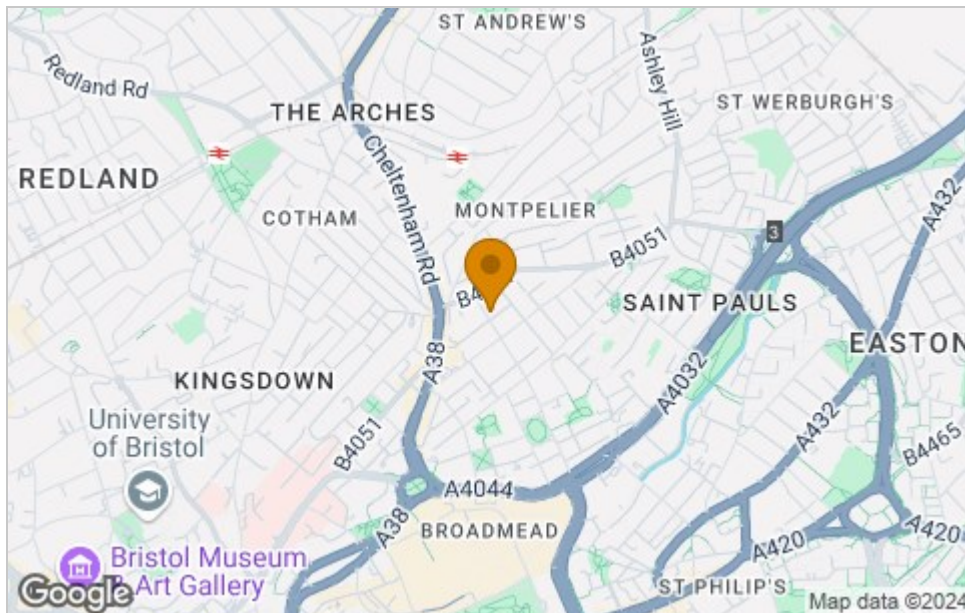 ST ANDREW'S
Redland Rd
Ashley Hill
THE ARCHES
ST WERBURGH'S
REDLAND
Cheltenham Rd
COTHAM
MONTPELIER
A432
3
B4051
SAINT PAULS
EASTON
A38
KINGSDOWN
A4032
University
of Bristol
B4051
A432
B4465
A4044
A38
BROADMEAD
A420
A420
Bristol Museum
& Art Gallery
ST PHILIP'S
Google
Map data ©2024